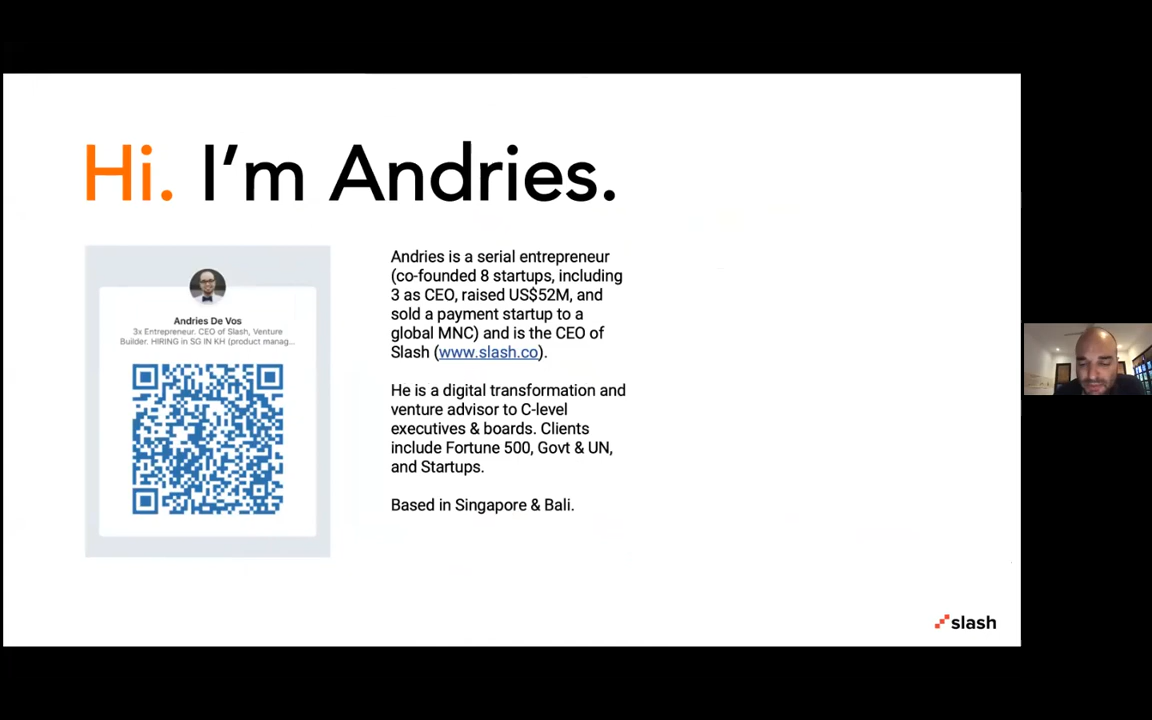 Hi. I'm Andries.
Andries De Vos
3x Entrepreneur. CEO of Slash, Venture
Builder. HIRING in SG IN KH (product manag...
Andries is a serial entrepreneur
(co-founded 8 startups, including
3 as CEO, raised US$52M, and
sold a payment startup to a
global MNC) and is the CEO of
Slash (www.slash.co).
He is a digital transformation and
venture advisor to C-level
executives & boards. Clients
include Fortune 500, Govt & UN,
and Startups.
Based in Singapore & Bali.
slash